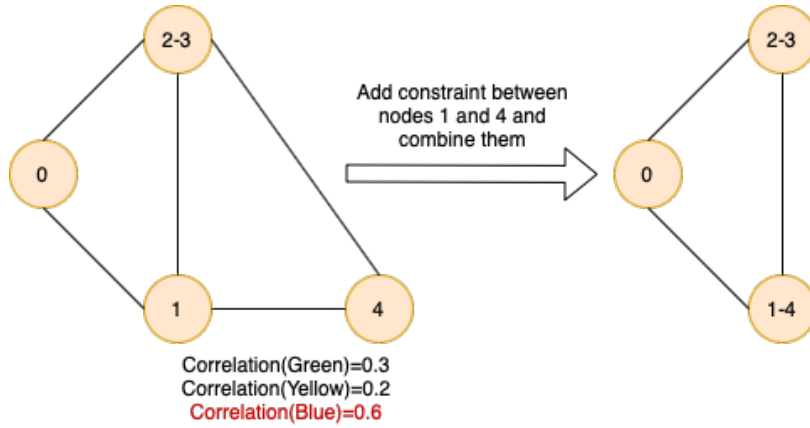 2-3
0
1
4
Correlation(Green)=0.3
Correlation(Yellow)=0.2
Correlation(Blue)=0.6
Add constraint between
nodes 1 and 4 and
combine them
2-3
0
1-4